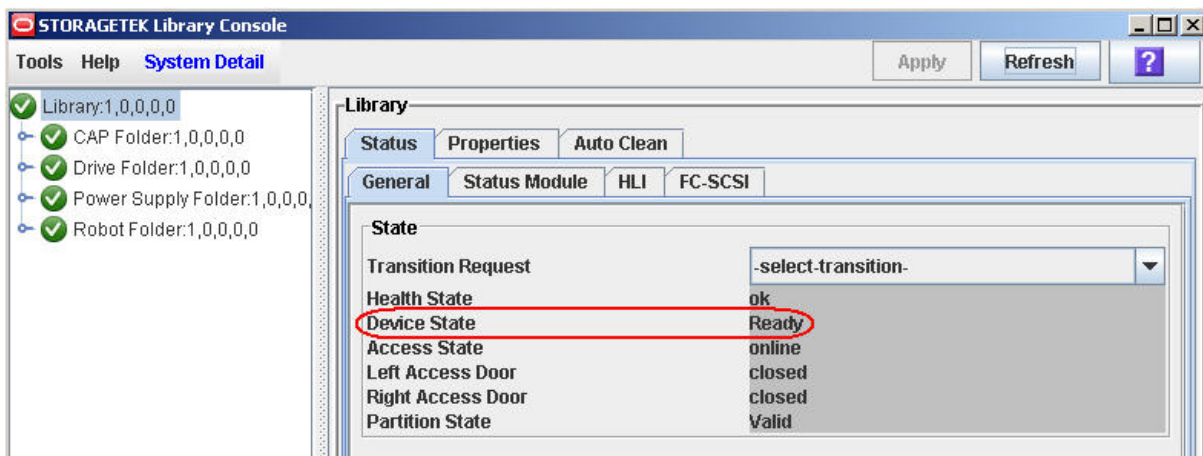 STORAGETEK Library Console
Tools Help System Detail Apply Refresh ?
Library:1,0,0,0,0
CAP Folder:1,0,0,0,0
Drive Folder:1,0,0,0,0
Power Supply Folder:1,0,0,0,
Robot Folder:1,0,0,0,0
Library
Status Properties Auto Clean
General Status Module HLI FC-SCSI
State
Transition Request -select-transition-
Health State ok
Device State Ready
Access State online
Left Access Door closed
Right Access Door closed
Partition State Valid